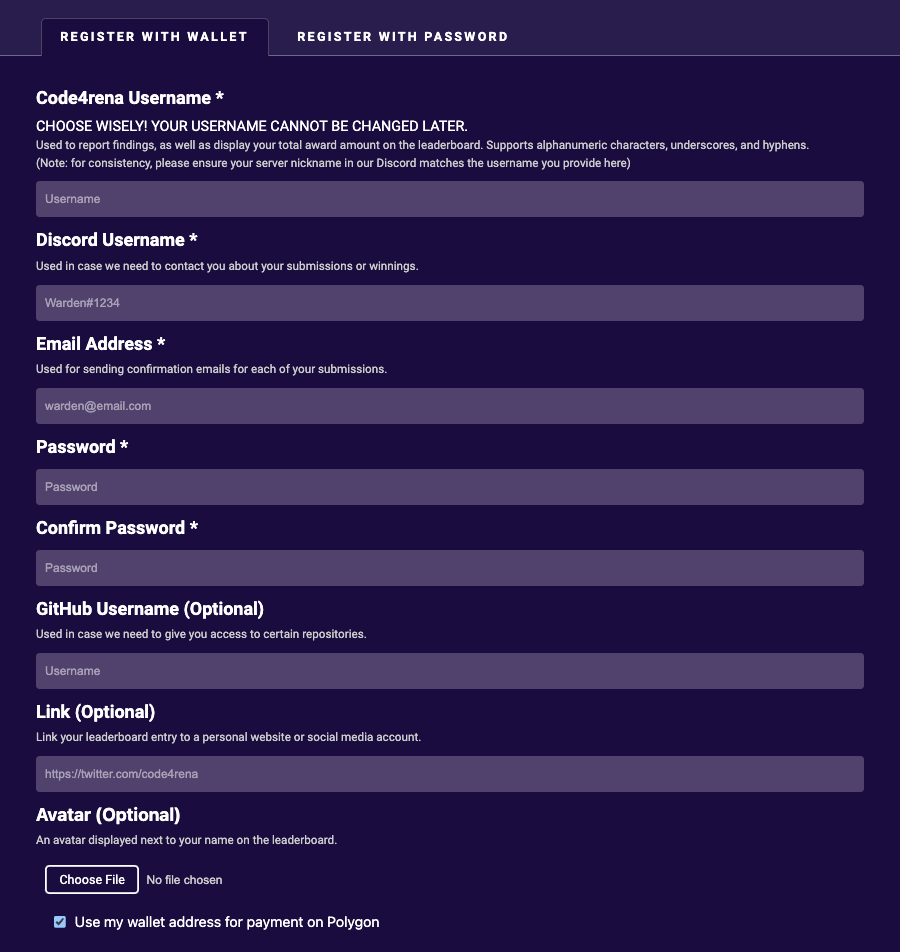 REGISTER WITH WALLET
REGISTER WITH PASSWORD
Code4rena Username *
CHOOSE WISELY! YOUR USERNAME CANNOT BE CHANGED LATER.
Used to report findings, as well as display your total award amount on the leaderboard. Supports alphanumeric characters, underscores, and hyphens.
(Note: for consistency, please ensure your server nickname in our Discord matches the username you provide here)
Username
Discord Username *
Used in case we need to contact you about your submissions or winnings.
Warden#1234
Email Address *
Used for sending confirmation emails for each of your submissions.
warden@email.com
Password *
Password
Confirm Password *
Password
GitHub Username (Optional)
Used in case we need to give you access to certain repositories.
Username
Link (Optional)
Link your leaderboard entry to a personal website or social media account.
https://twitter.com/code4rena
Avatar (Optional)
An avatar displayed next to your name on the leaderboard.
Choose File No file chosen
Use my wallet address for payment on Polygon